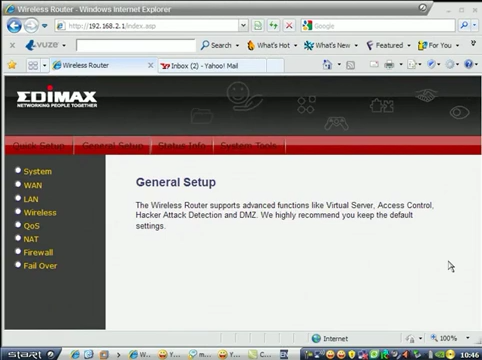 Wireless Router - Windows Internet Explorer
http://192.168.2.1/index.asp
Google
VUZE
Search
What's Hot
What's New
Featured
For You
Wireless Router
Inbox (2) - Yahoo! Mail
EDIMAX
NETWORKING PEOPLE TOGETHER
Quick Setup
General Setup
Status Info
System Tools
System
WAN
LAN
Wireless
QoS
NAT
Firewall
Fail Over
General Setup
The Wireless Router supports advanced functions like Virtual Server, Access Control,
Hacker Attack Detection and DMZ. We highly recommend you keep the default
settings.
Internet
100%
start
EN
10:46